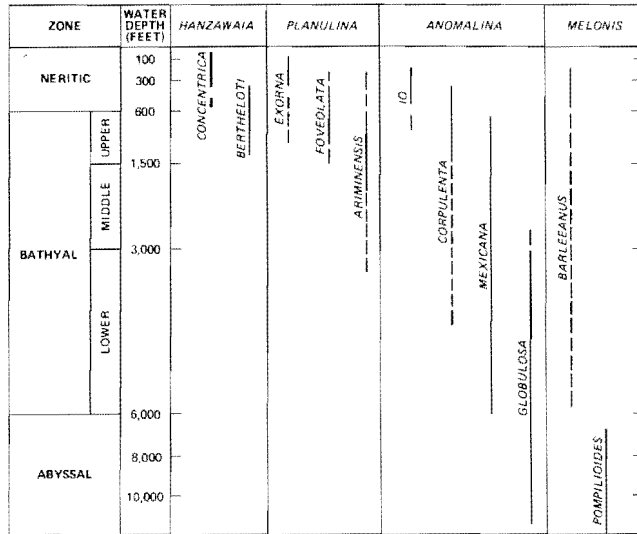 ZONE
WATER
DEPTH
(FEET)
HANZAWAIA
PLANULINA
ANOMALINA
MELONIS
NERITIC
BATHYAL
UPPER
MIDDLE
LOWER
ABYSSAL
100
300
600
1,500
3,000
6,000
8,000
10,000
CONCENTRICA
BERTHELOTI
EXORNA
FOVEOLATA
ARIMINENSIS
IO
CORPULENTA
MEXICANA
GLOBULOSA
BARLEEANUS
POMPILIOIDES